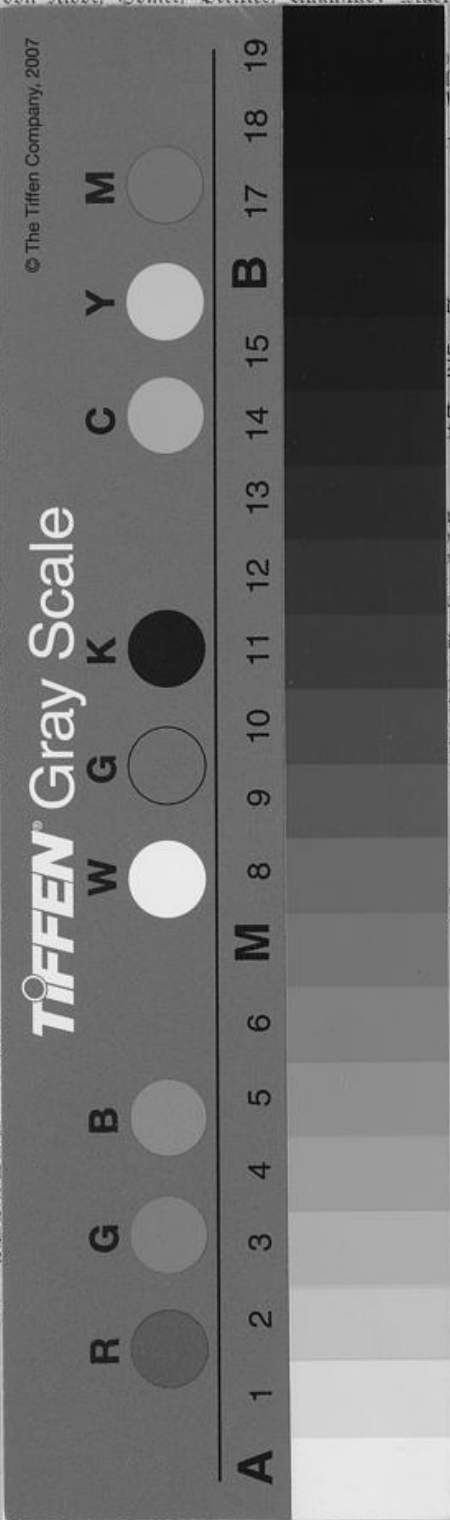 © The Tiffen Company, 2007
TIFFEN® Gray Scale
R G B W G K C Y M
A 1 2 3 4 5 6 M 8 9 10 11 12 13 14 15 B 17 18 19